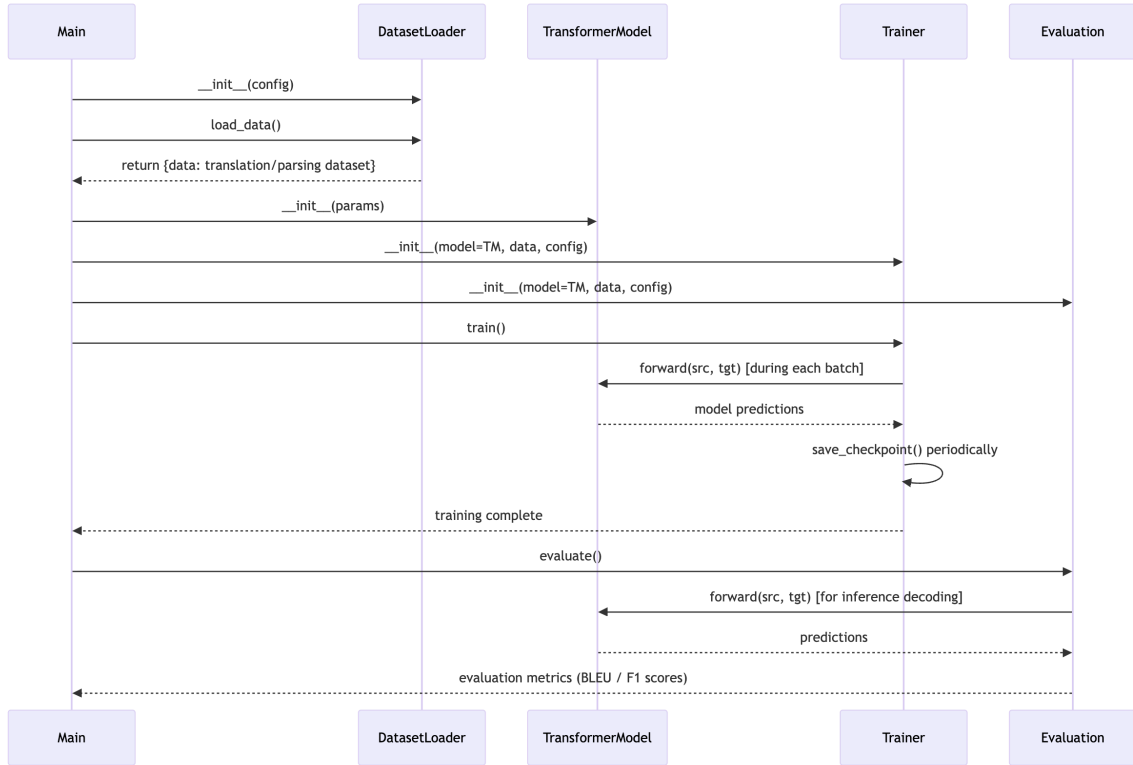 Main DatasetLoader TransformerModel Trainer Evaluation
__init__(config)
load_data()
return {data: translation/parsing dataset}
__init__(params)
__init__(model=TM, data, config)
__init__(model=TM, data, config)
train()
forward(src, tgt) [during each batch]
model predictions
save_checkpoint() periodically
training complete
evaluate()
forward(src, tgt) [for inference decoding]
predictions
evaluation metrics (BLEU / F1 scores)
Main DatasetLoader TransformerModel Trainer Evaluation